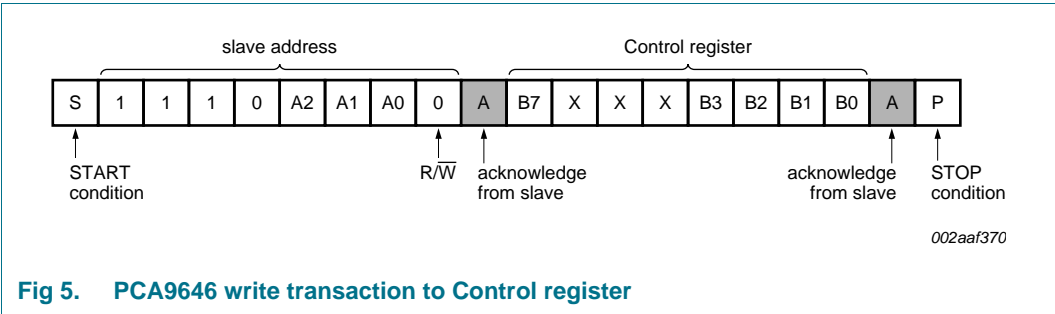 slave address Control register
S 1 1 1 0 A2 A1 A0 0 A B7 X X X B3 B2 B1 B0 A P
START condition
R/W̅
acknowledge from slave
acknowledge from slave
STOP condition
002aaf370
Fig 5. PCA9646 write transaction to Control register